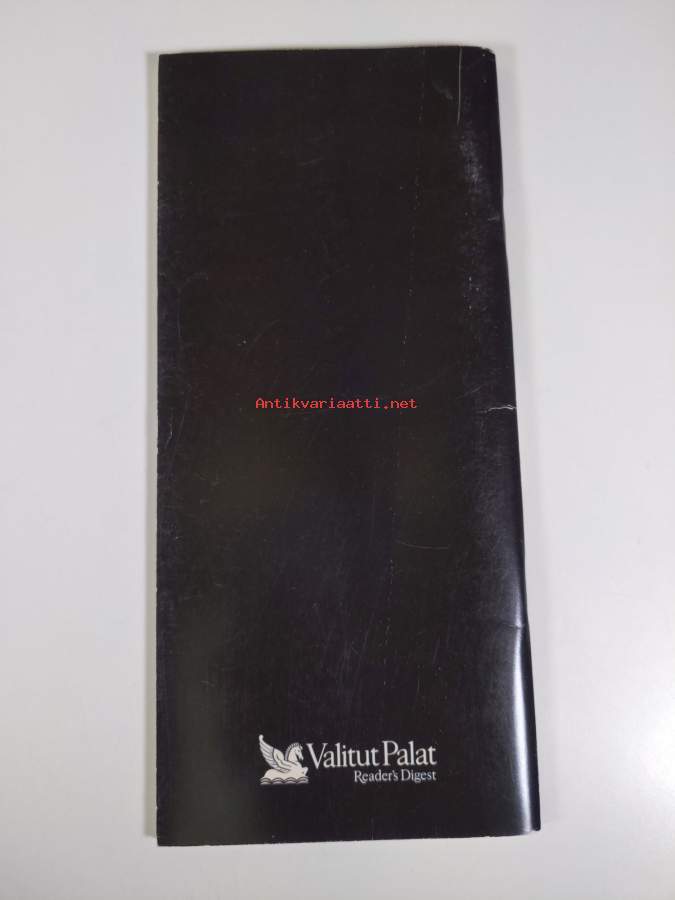 Antikvariaatti.net
Valitut Palat
Reader's Digest